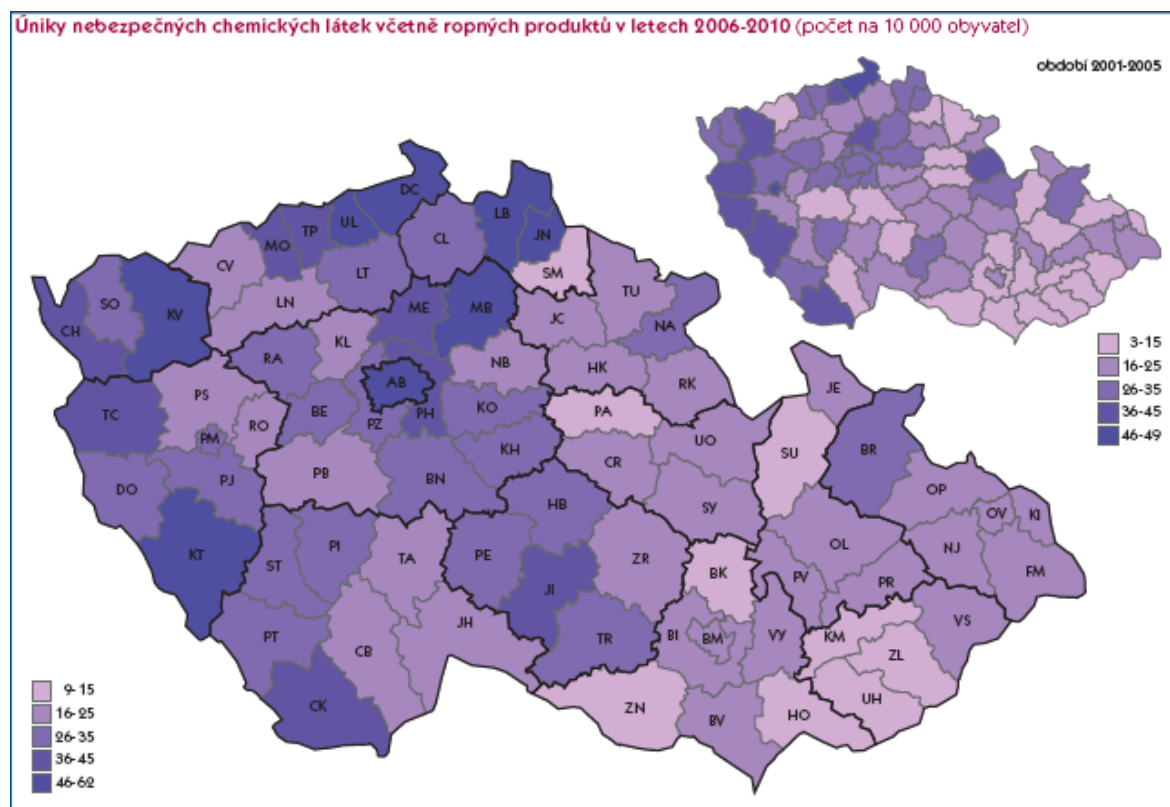 Úniky nebezpečných chemických látek včetně ropných produktů v letech 2006-2010 (počet na 10 000 obyvatel)
období 2001-2005
DC
UL
LB
TP
JN
MO
CL
CV
LT
SM
SO
TU
LN
ME
MB
KV
JC
CH
NA
KL
RA
NB
HK
RK
AB
PS
TC
BE
PH
KO
PA
JE
RO
PZ
PM
UO
KH
SU
BR
PB
CR
PJ
BN
DO
OP
HB
SY
OV
KI
KT
PI
OL
NJ
PE
TA
ZR
ST
BK
FM
PV
PR
JI
JH
PT
TR
BI
BM
VY
KM
VS
CB
ZL
CK
ZN
BV
HO
UH
3-15
16-25
26-35
36-45
46-49
9-15
16-25
26-35
36-45
46-62